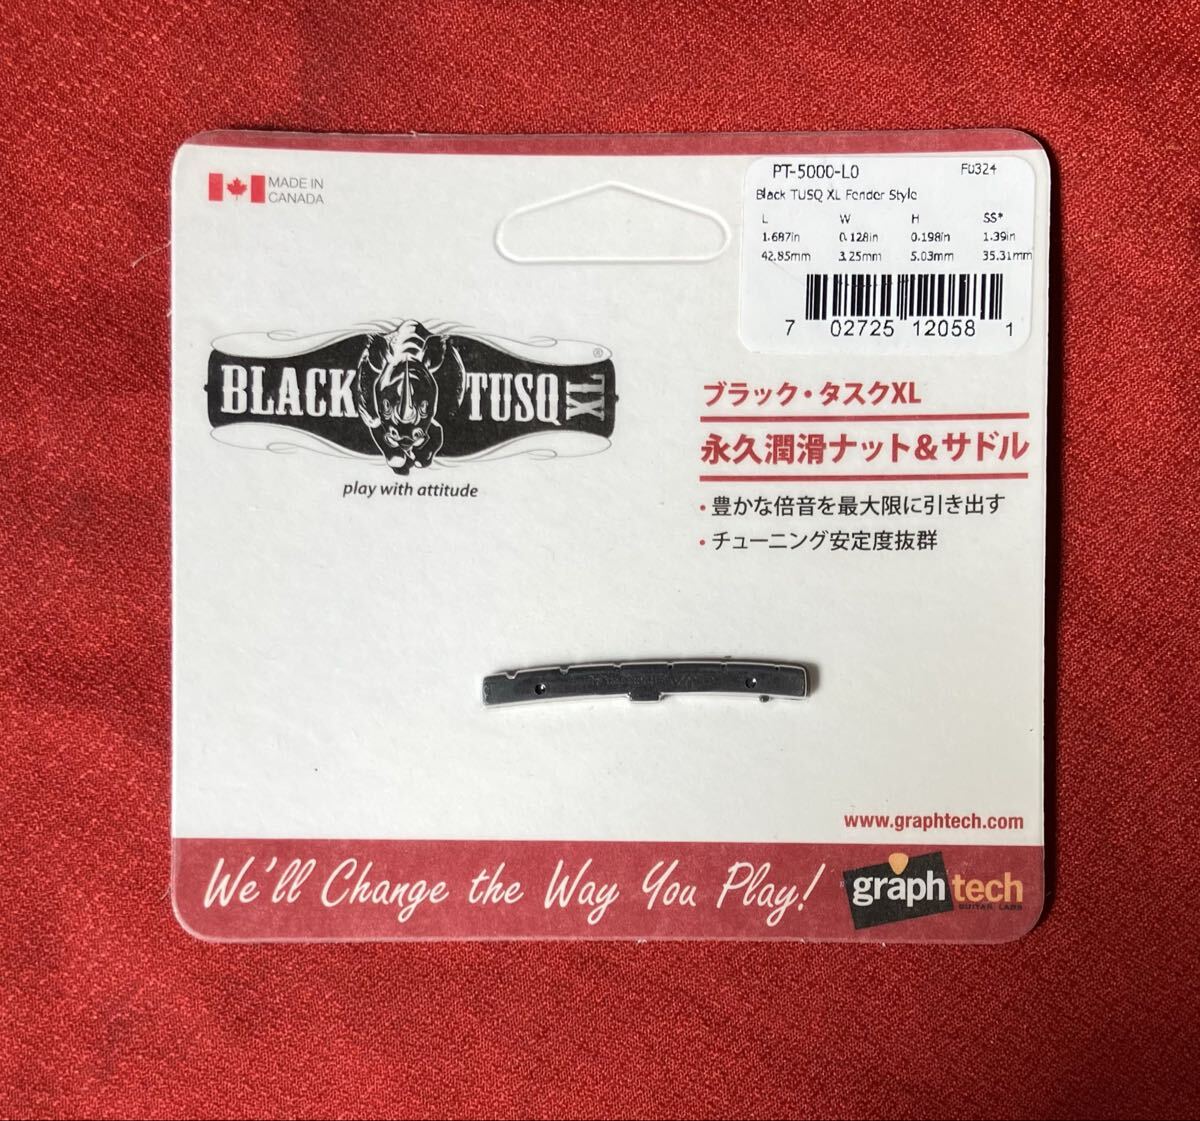 MADE IN
CANADA
PT-5000-L0 F0324
Black TUSQ XL Fender Style
L W H SS*
1.687in 0.128in 0.198in 1.39in
42.85mm 3.25mm 5.03mm 35.31mm
7 02725 12058 1
BLACK TUSQ XL ®
play with attitude
ブラック・タスクXL
永久潤滑ナット&サドル
・豊かな倍音を最大限に引き出す
・チューニング安定度抜群
www.graphtech.com
We'll Change the Way You Play!
graph tech
GUITAR LABS